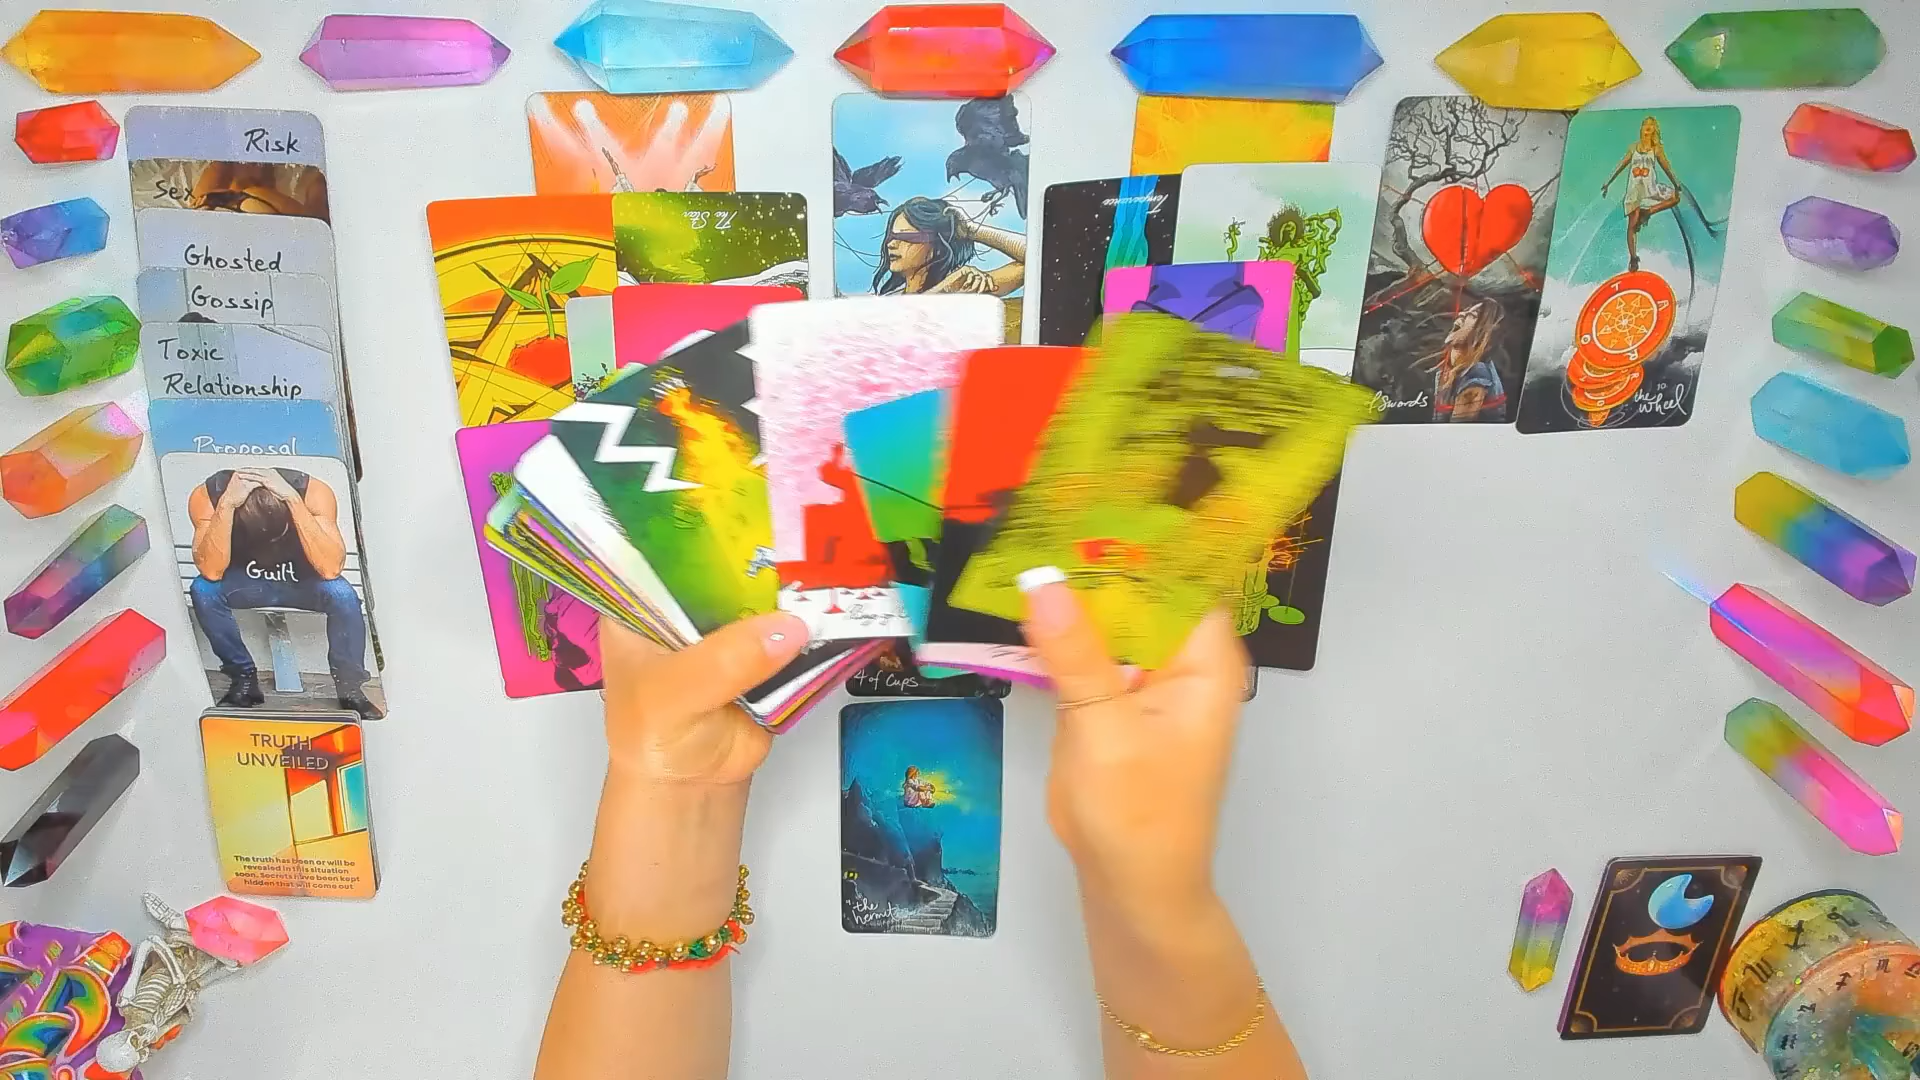 Risk
Sex
Ghosted
Gossip
Toxic
Relationship
Proposal
Guilt
TRUTH
UNVEILED
The truth has been or will be
revealed in this situation
soon. Secrets have been kept
hidden that will come out
The Star
Temperance
Swords
10
the
wheel
4 of Cups
the
hermit